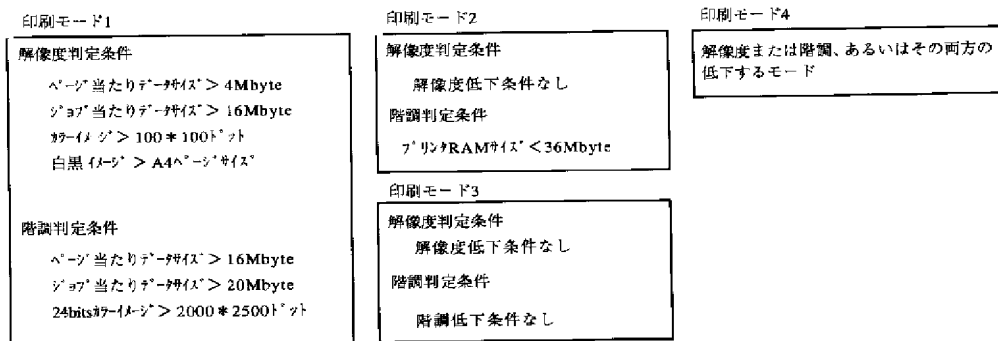 印刷モード1
解像度判定条件
ページ当たりデータサイズ＞4Mbyte
ジョブ当たりデータサイズ＞16Mbyte
カラーイメージ＞100＊100ドット
白黒イメージ＞A4ページサイズ
階調判定条件
ページ当たりデータサイズ＞16Mbyte
ジョブ当たりデータサイズ＞20Mbyte
24bitsカラーイメージ＞2000＊2500ドット
印刷モード2
解像度判定条件
解像度低下条件なし
階調判定条件
プリンタRAMサイズ＜36Mbyte
印刷モード3
解像度判定条件
解像度低下条件なし
階調判定条件
階調低下条件なし
印刷モード4
解像度または階調、あるいはその両方の
低下するモード